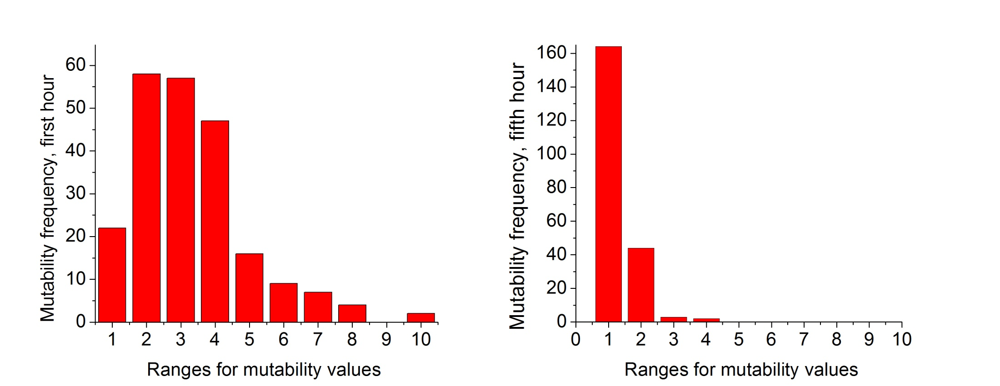 Mutability frequency, first hour
60
50
40
30
20
10
0
1 2 3 4 5 6 7 8 9 10
Ranges for mutability values
Mutability frequency, fifth hour
160
140
120
100
80
60
40
20
0
0 1 2 3 4 5 6 7 8 9 10
Ranges for mutability values